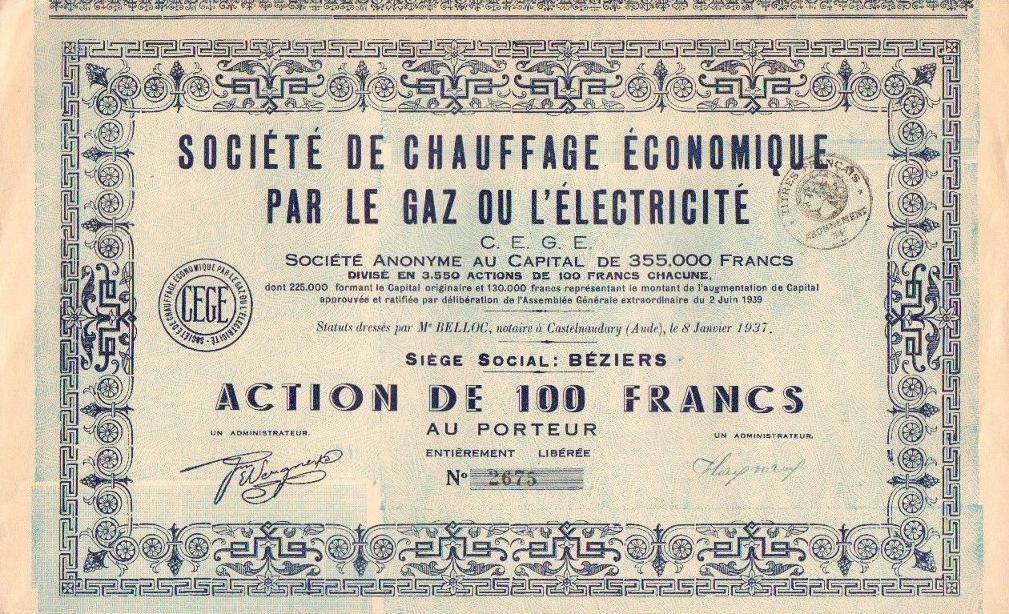 SOCIÉTÉ DE CHAUFFAGE ÉCONOMIQUE
PAR LE GAZ OU L'ÉLECTRICITÉ
C. E. G. E.
SOCIÉTÉ ANONYME AU CAPITAL DE 355.000 FRANCS
DIVISÉ EN 3.550 ACTIONS DE 100 FRANCS CHACUNE,
dont 225.000 formant le Capital originaire et 130.000 francs représentant le montant de l'augmentation de Capital
approuvée et ratifiée par délibération de l'Assemblée Générale extraordinaire du 2 Juin 1939
Statuts dressés par Mᵉ BELLOC, notaire à Castelnaudary (Aude), le 8 Janvier 1937.
SOCIÉTÉ DE CHAUFFAGE ÉCONOMIQUE PAR LE GAZ OU L'ÉLECTRICITÉ
CEGE
TITRES FRANÇAIS
ABONNEMENT
SIÈGE SOCIAL: BÉZIERS
ACTION DE 100 FRANCS
AU PORTEUR
ENTIÈREMENT LIBÉRÉE
UN ADMINISTRATEUR.
UN ADMINISTRATEUR.
Nº 2675